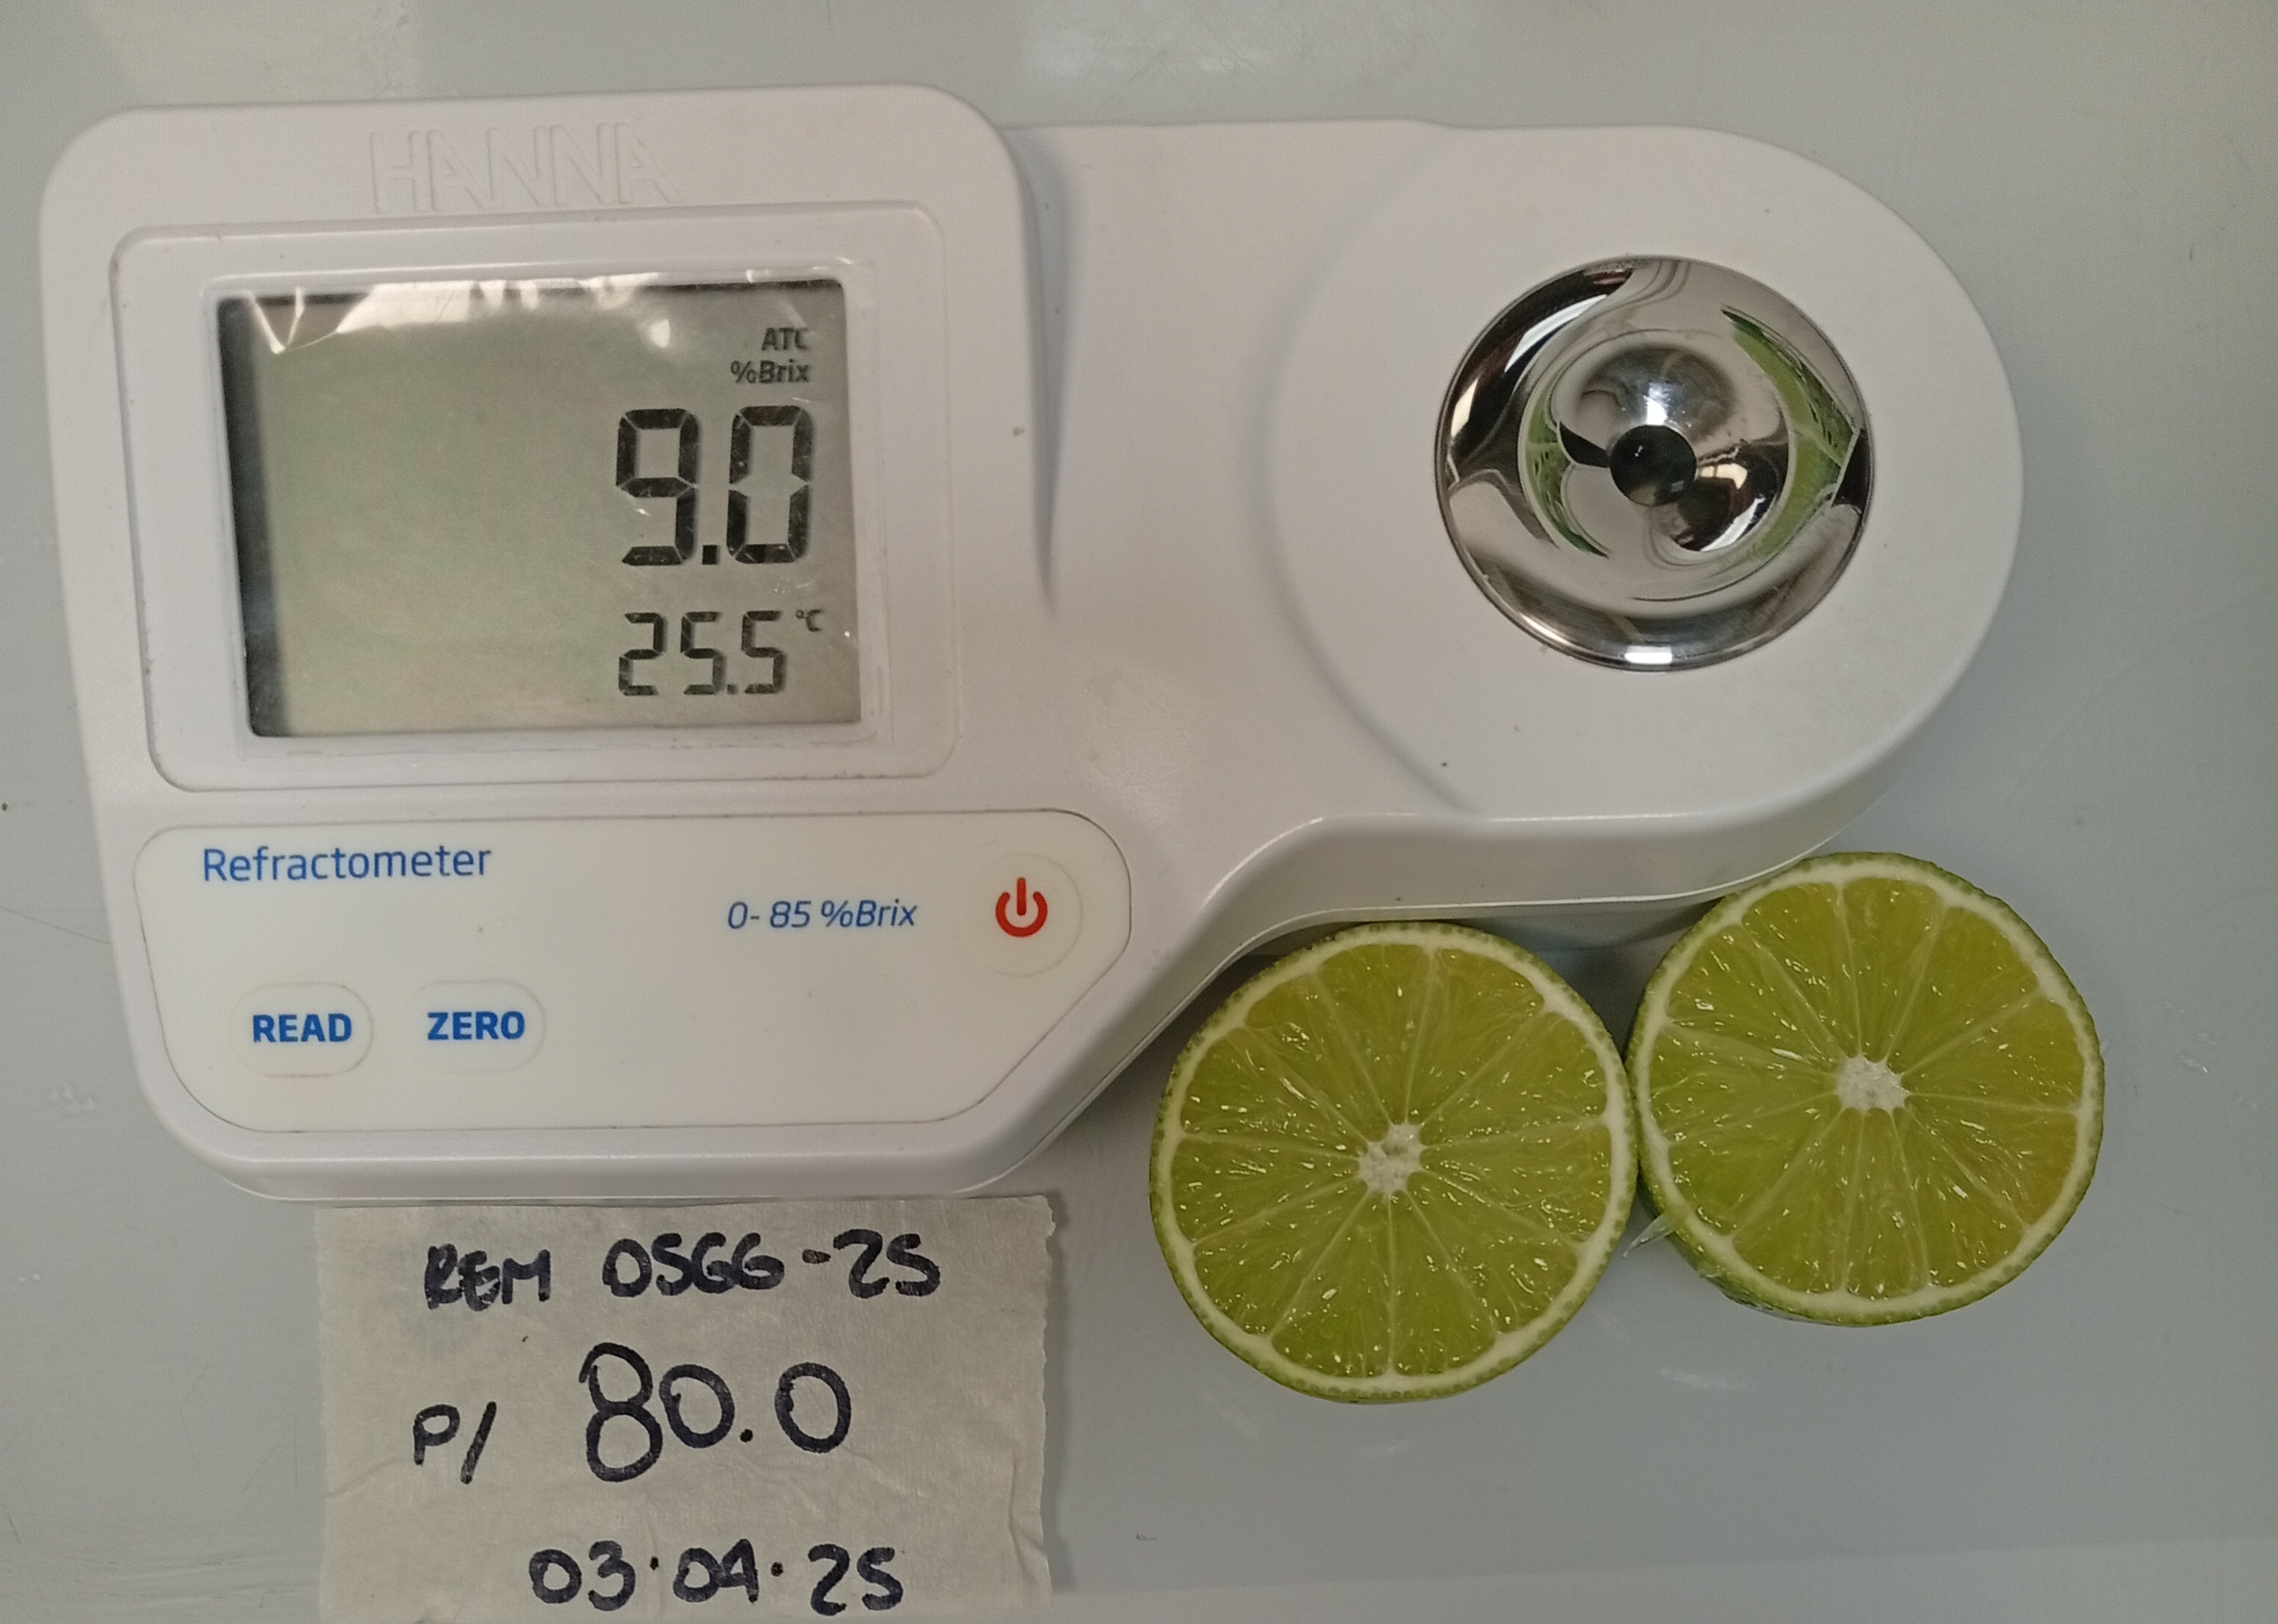 HANNA
ATC
%Brix
9.0
25.5 °C
Refractometer
0- 85 %Brix
READ ZERO
REM 0566-25
P/ 80.0
03.04.25